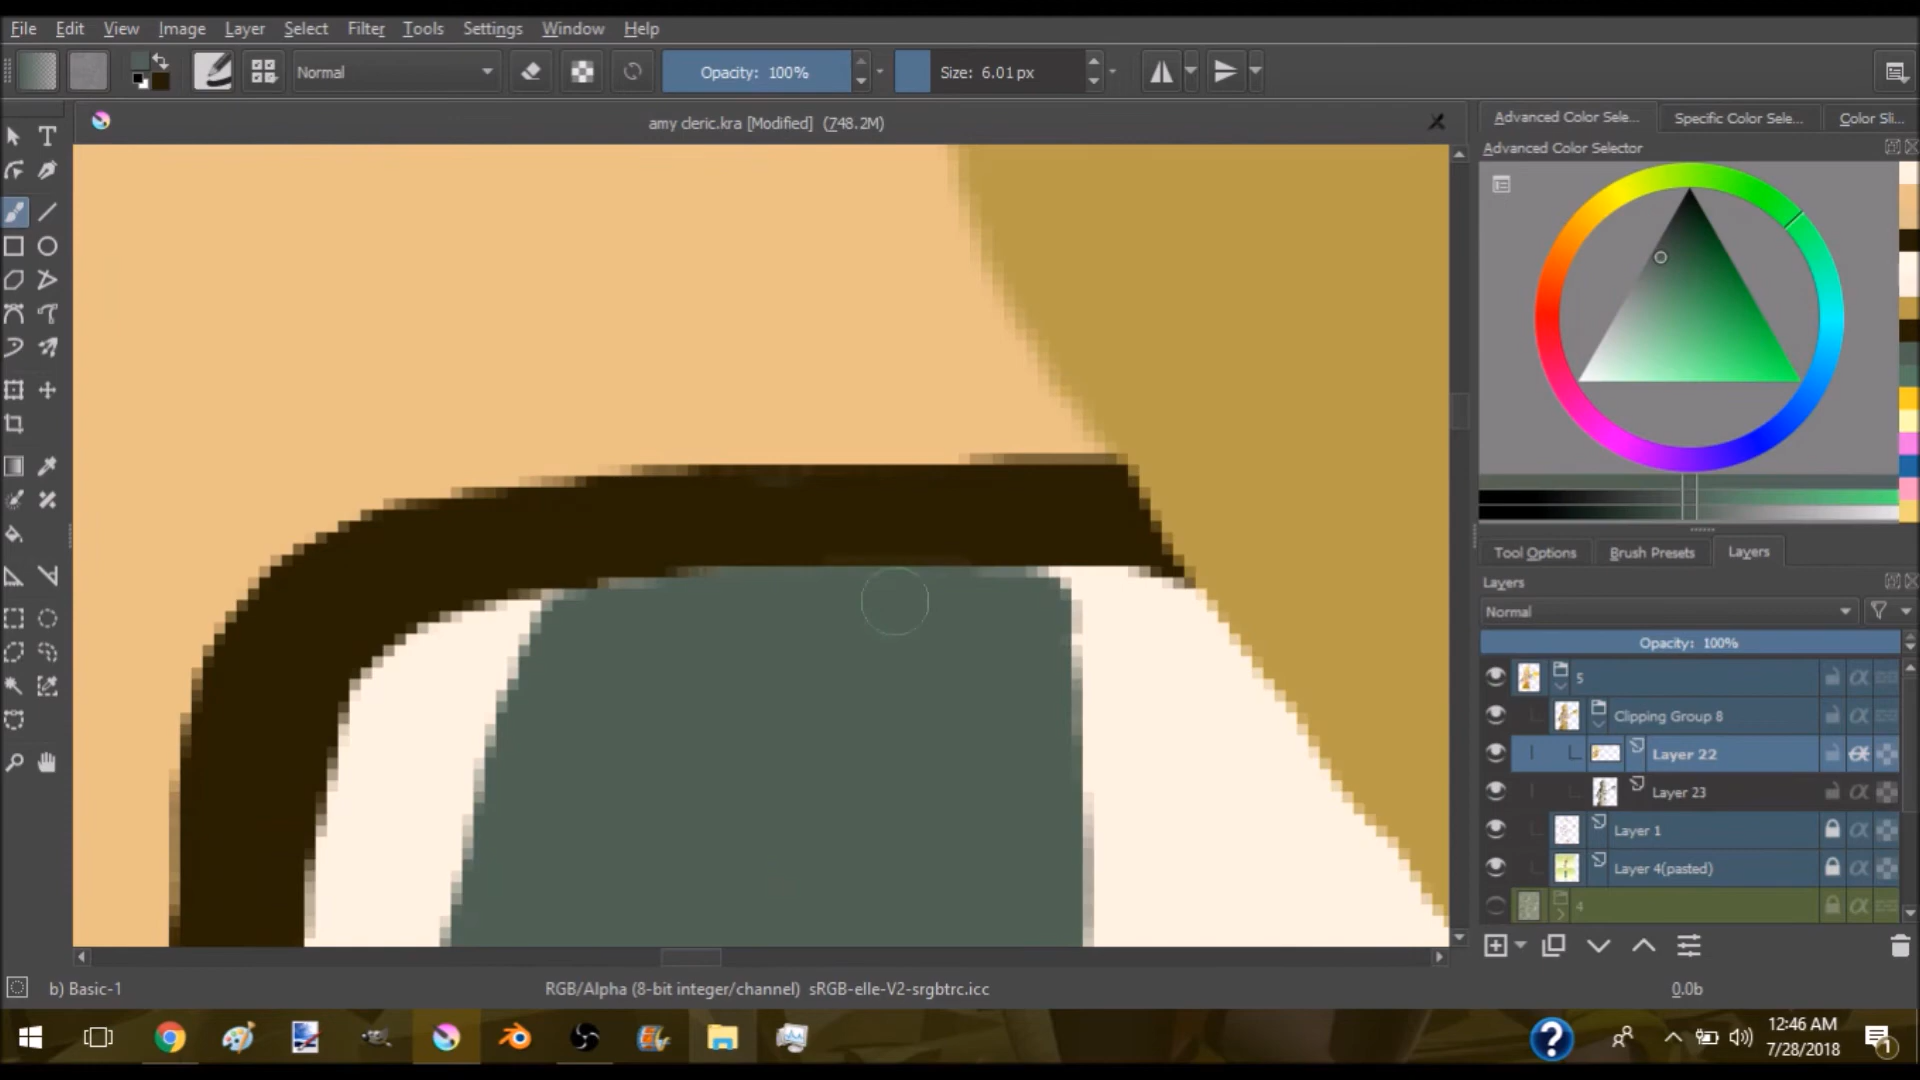 File Edit View Image Layer Select Filter Tools Settings Window Help
Normal Opacity: 100% Size: 6.01 px
amy cleric.kra [Modified] (748.2M)
Advanced Color Sele... Specific Color Sele... Color Sli...
Advanced Color Selector
Tool Options Brush Presets Layers
Layers
Normal
Opacity: 100%
5
Clipping Group 8
Layer 22
Layer 23
Layer 1
Layer 4(pasted)
4
b) Basic-1 RGB/Alpha (8-bit integer/channel) sRGB-elle-V2-srgbtrc.icc 0.0b
12:46 AM
7/28/2018
1